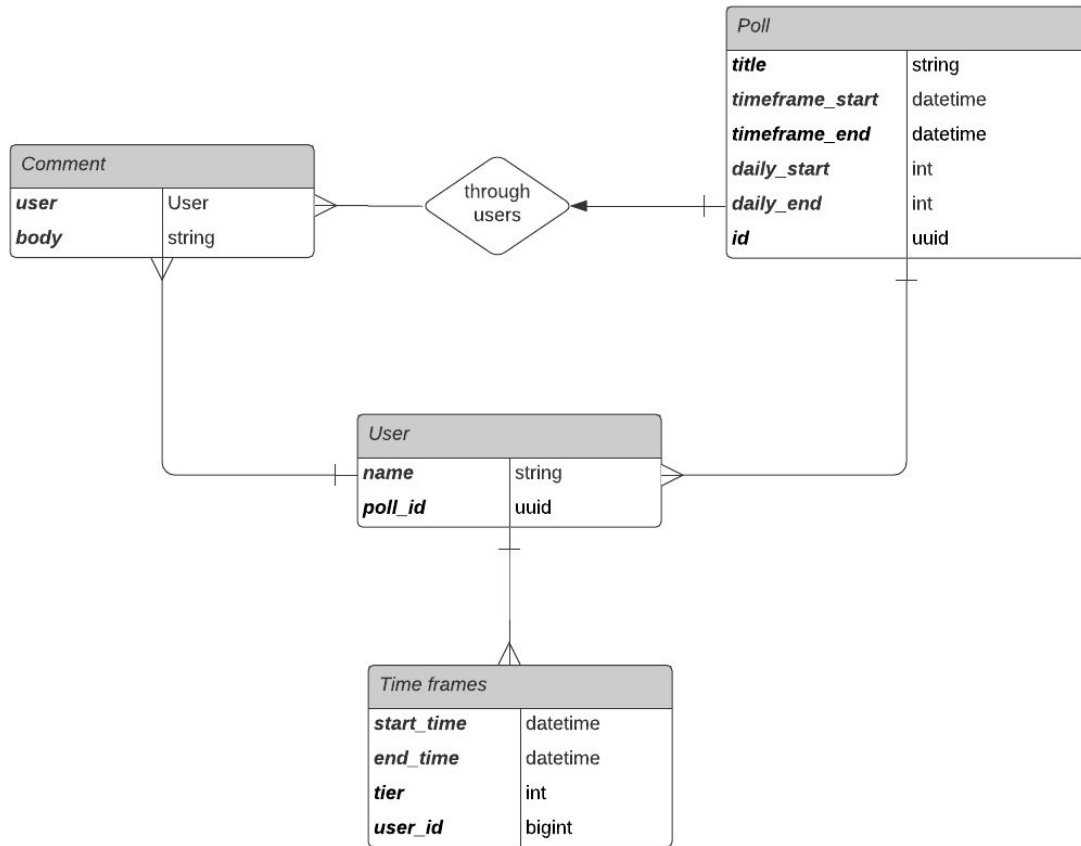 Poll
title string
timeframe_start datetime
timeframe_end datetime
daily_start int
daily_end int
id uuid
Comment
user User
body string
through
users
User
name string
poll_id uuid
Time frames
start_time datetime
end_time datetime
tier int
user_id bigint